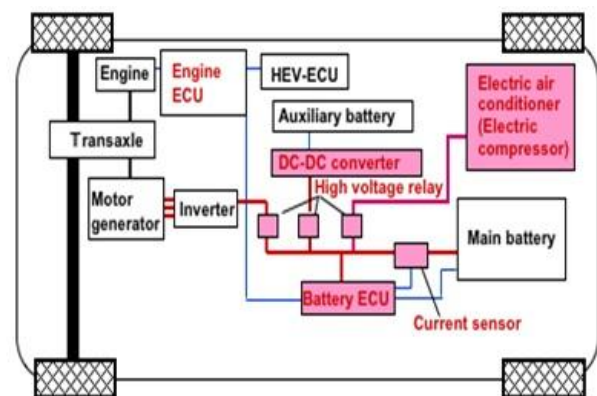 Engine
Engine
ECU
HEV-ECU
Electric air
conditioner
(Electric
compressor)
Auxiliary battery
Transaxle
DC-DC converter
High voltage relay
Motor
generator
Inverter
Main battery
Battery ECU
Current sensor